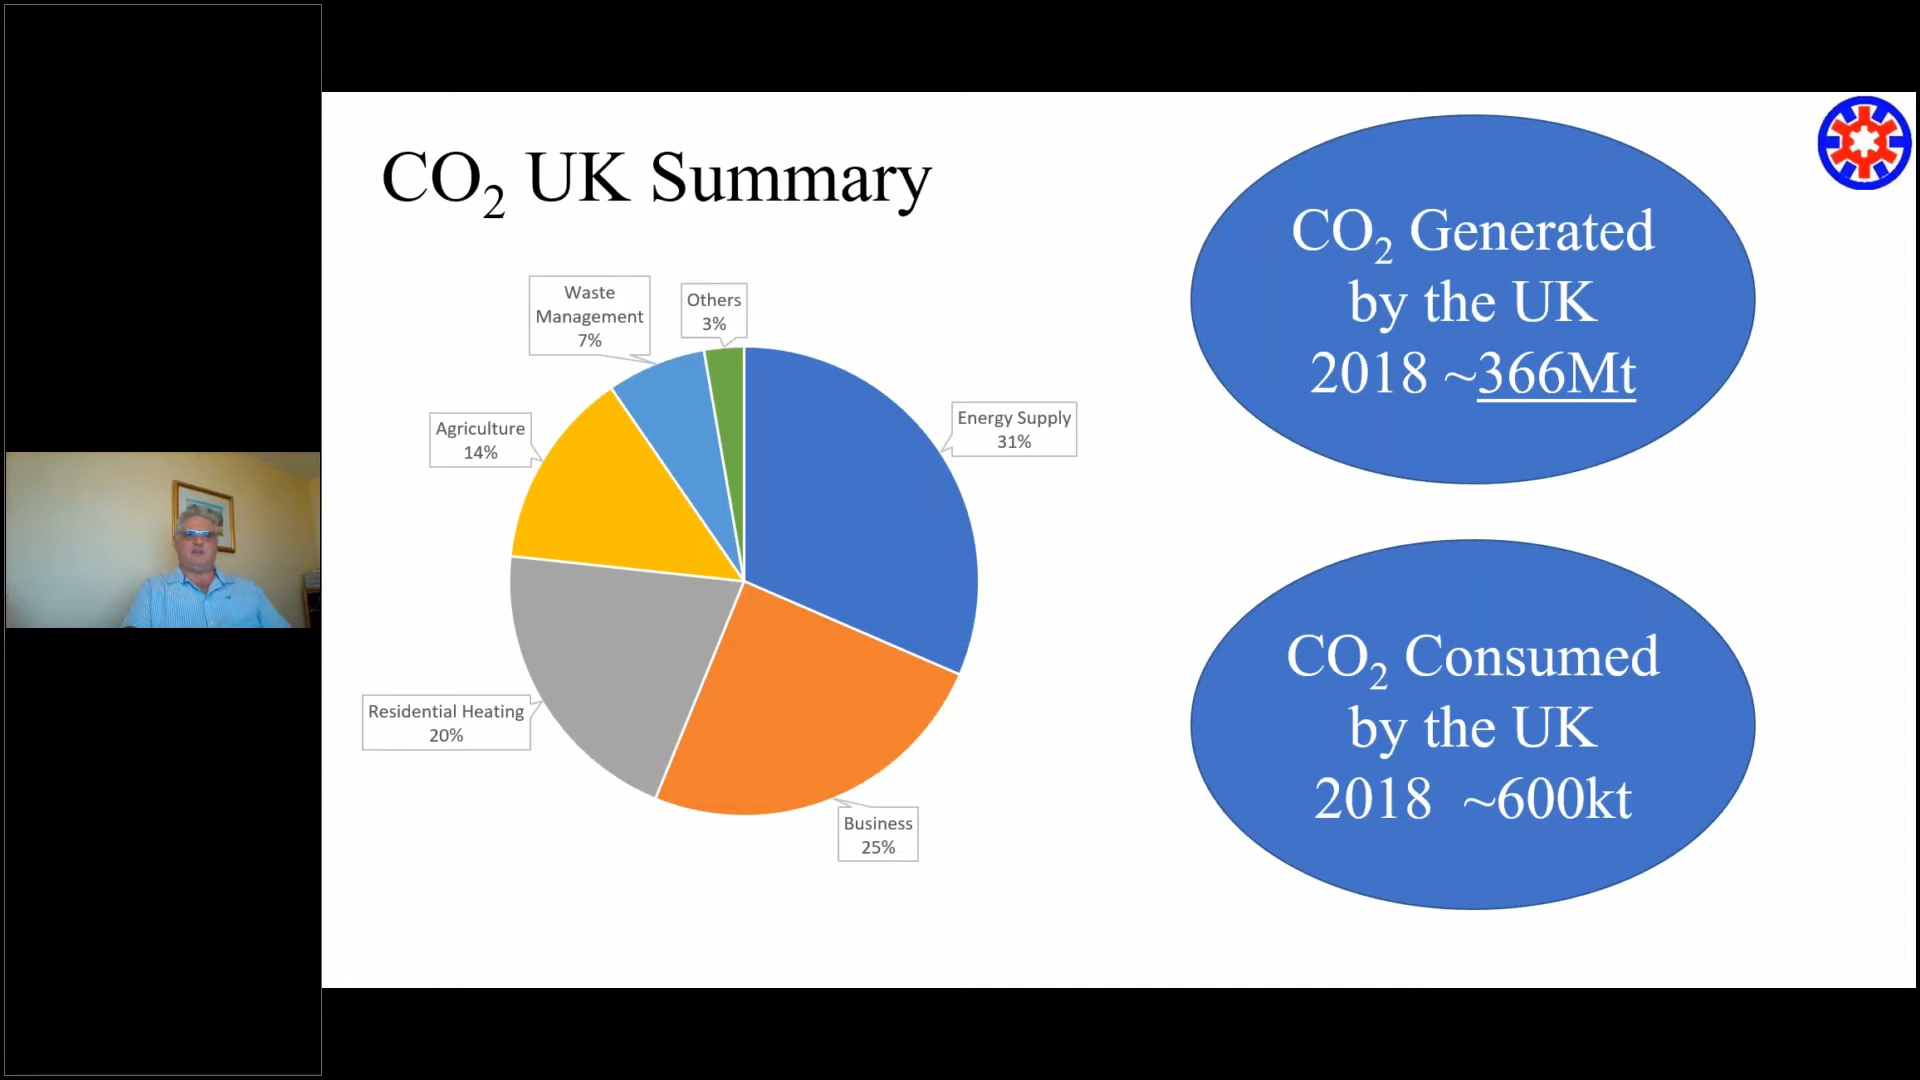 CO₂ UK Summary
Waste
Management
7%
Others
3%
Energy Supply
31%
Agriculture
14%
Residential Heating
20%
Business
25%
CO₂ Generated
by the UK
2018 ~366Mt
CO₂ Consumed
by the UK
2018 ~600kt